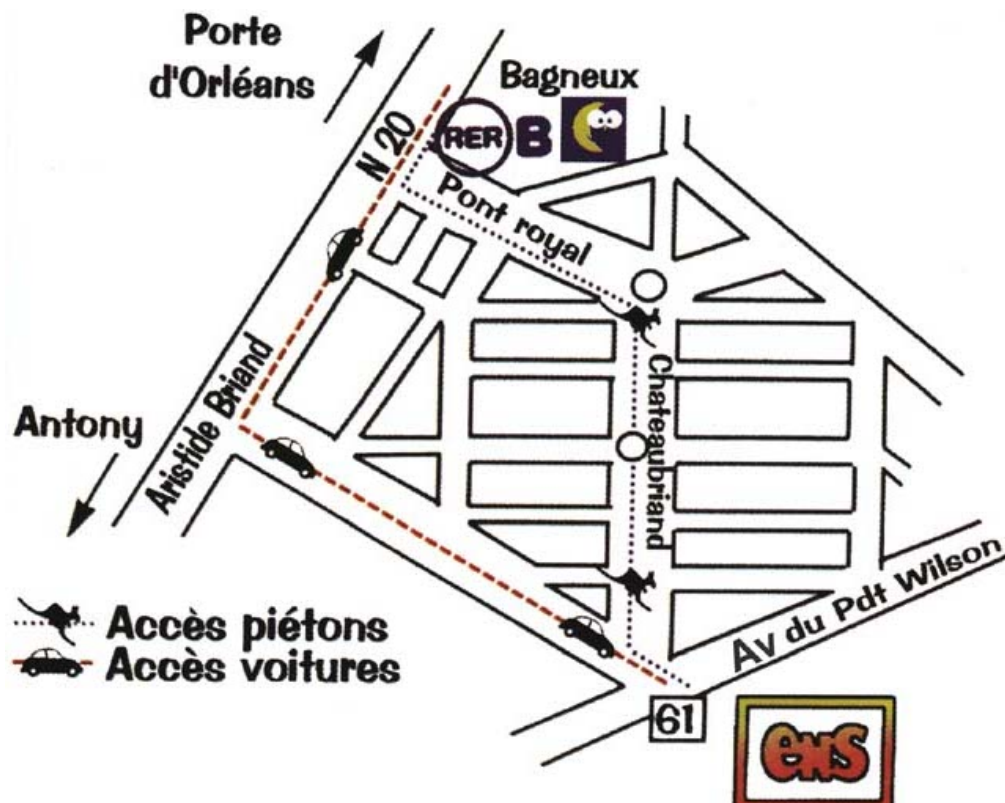 Porte
d'Orléans
Bagneux
RER B
N 20
Pont royal
Aristide Briand
Antony
Chateaubriand
Accès piétons
Accès voitures
Av du Pdt Wilson
61
ens